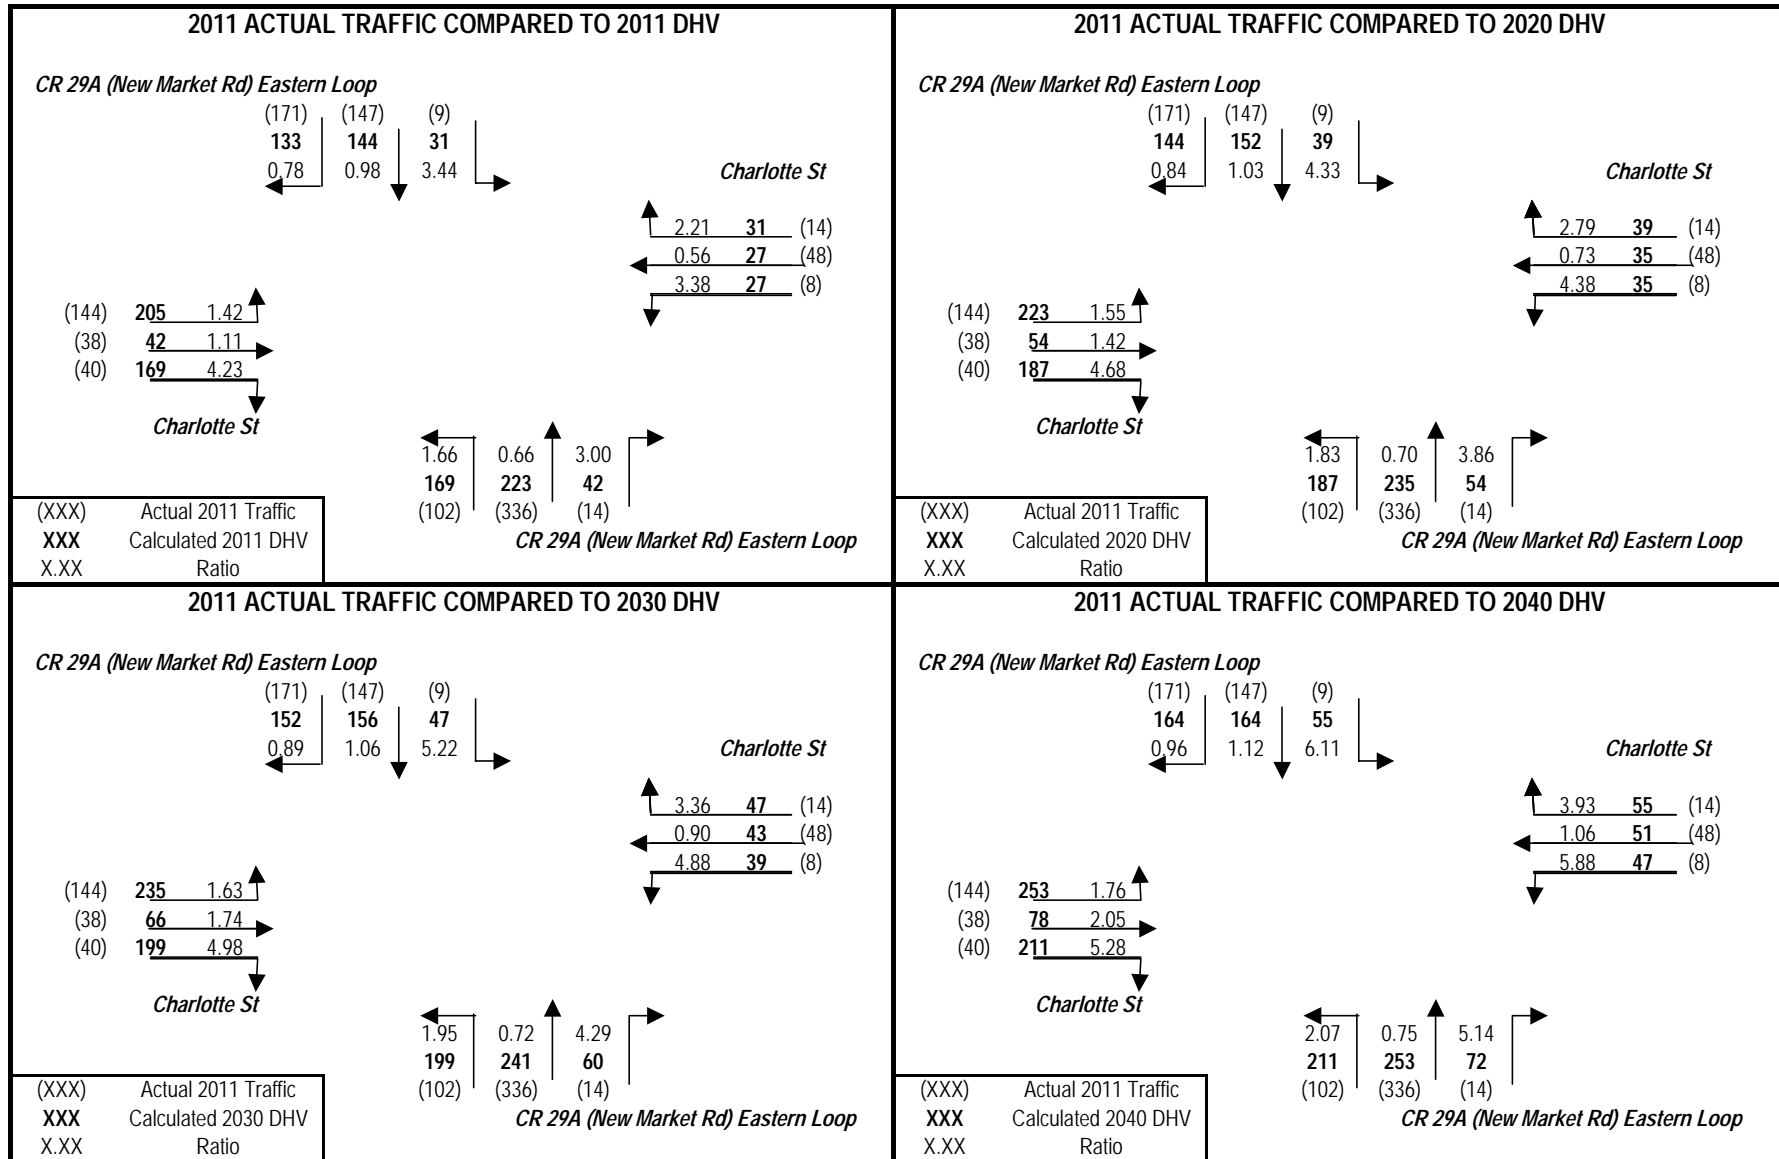 2011 ACTUAL TRAFFIC COMPARED TO 2011 DHV
CR 29A (New Market Rd) Eastern Loop
(171) (147) (9)
133 144 31
0.78 0.98 3.44
Charlotte St
2.21 31 (14)
0.56 27 (48)
3.38 27 (8)
(144) 205 1.42
(38) 42 1.11
(40) 169 4.23
Charlotte St
1.66 0.66 3.00
169 223 42
(102) (336) (14)
CR 29A (New Market Rd) Eastern Loop
(XXX) Actual 2011 Traffic
XXX Calculated 2011 DHV
X.XX Ratio
2011 ACTUAL TRAFFIC COMPARED TO 2020 DHV
CR 29A (New Market Rd) Eastern Loop
(171) (147) (9)
144 152 39
0.84 1.03 4.33
Charlotte St
2.79 39 (14)
0.73 35 (48)
4.38 35 (8)
(144) 223 1.55
(38) 54 1.42
(40) 187 4.68
Charlotte St
1.83 0.70 3.86
187 235 54
(102) (336) (14)
CR 29A (New Market Rd) Eastern Loop
(XXX) Actual 2011 Traffic
XXX Calculated 2020 DHV
X.XX Ratio
2011 ACTUAL TRAFFIC COMPARED TO 2030 DHV
CR 29A (New Market Rd) Eastern Loop
(171) (147) (9)
152 156 47
0.89 1.06 5.22
Charlotte St
3.36 47 (14)
0.90 43 (48)
4.88 39 (8)
(144) 235 1.63
(38) 66 1.74
(40) 199 4.98
Charlotte St
1.95 0.72 4.29
199 241 60
(102) (336) (14)
CR 29A (New Market Rd) Eastern Loop
(XXX) Actual 2011 Traffic
XXX Calculated 2030 DHV
X.XX Ratio
2011 ACTUAL TRAFFIC COMPARED TO 2040 DHV
CR 29A (New Market Rd) Eastern Loop
(171) (147) (9)
164 164 55
0.96 1.12 6.11
Charlotte St
3.93 55 (14)
1.06 51 (48)
5.88 47 (8)
(144) 253 1.76
(38) 78 2.05
(40) 211 5.28
Charlotte St
2.07 0.75 5.14
211 253 72
(102) (336) (14)
CR 29A (New Market Rd) Eastern Loop
(XXX) Actual 2011 Traffic
XXX Calculated 2040 DHV
X.XX Ratio